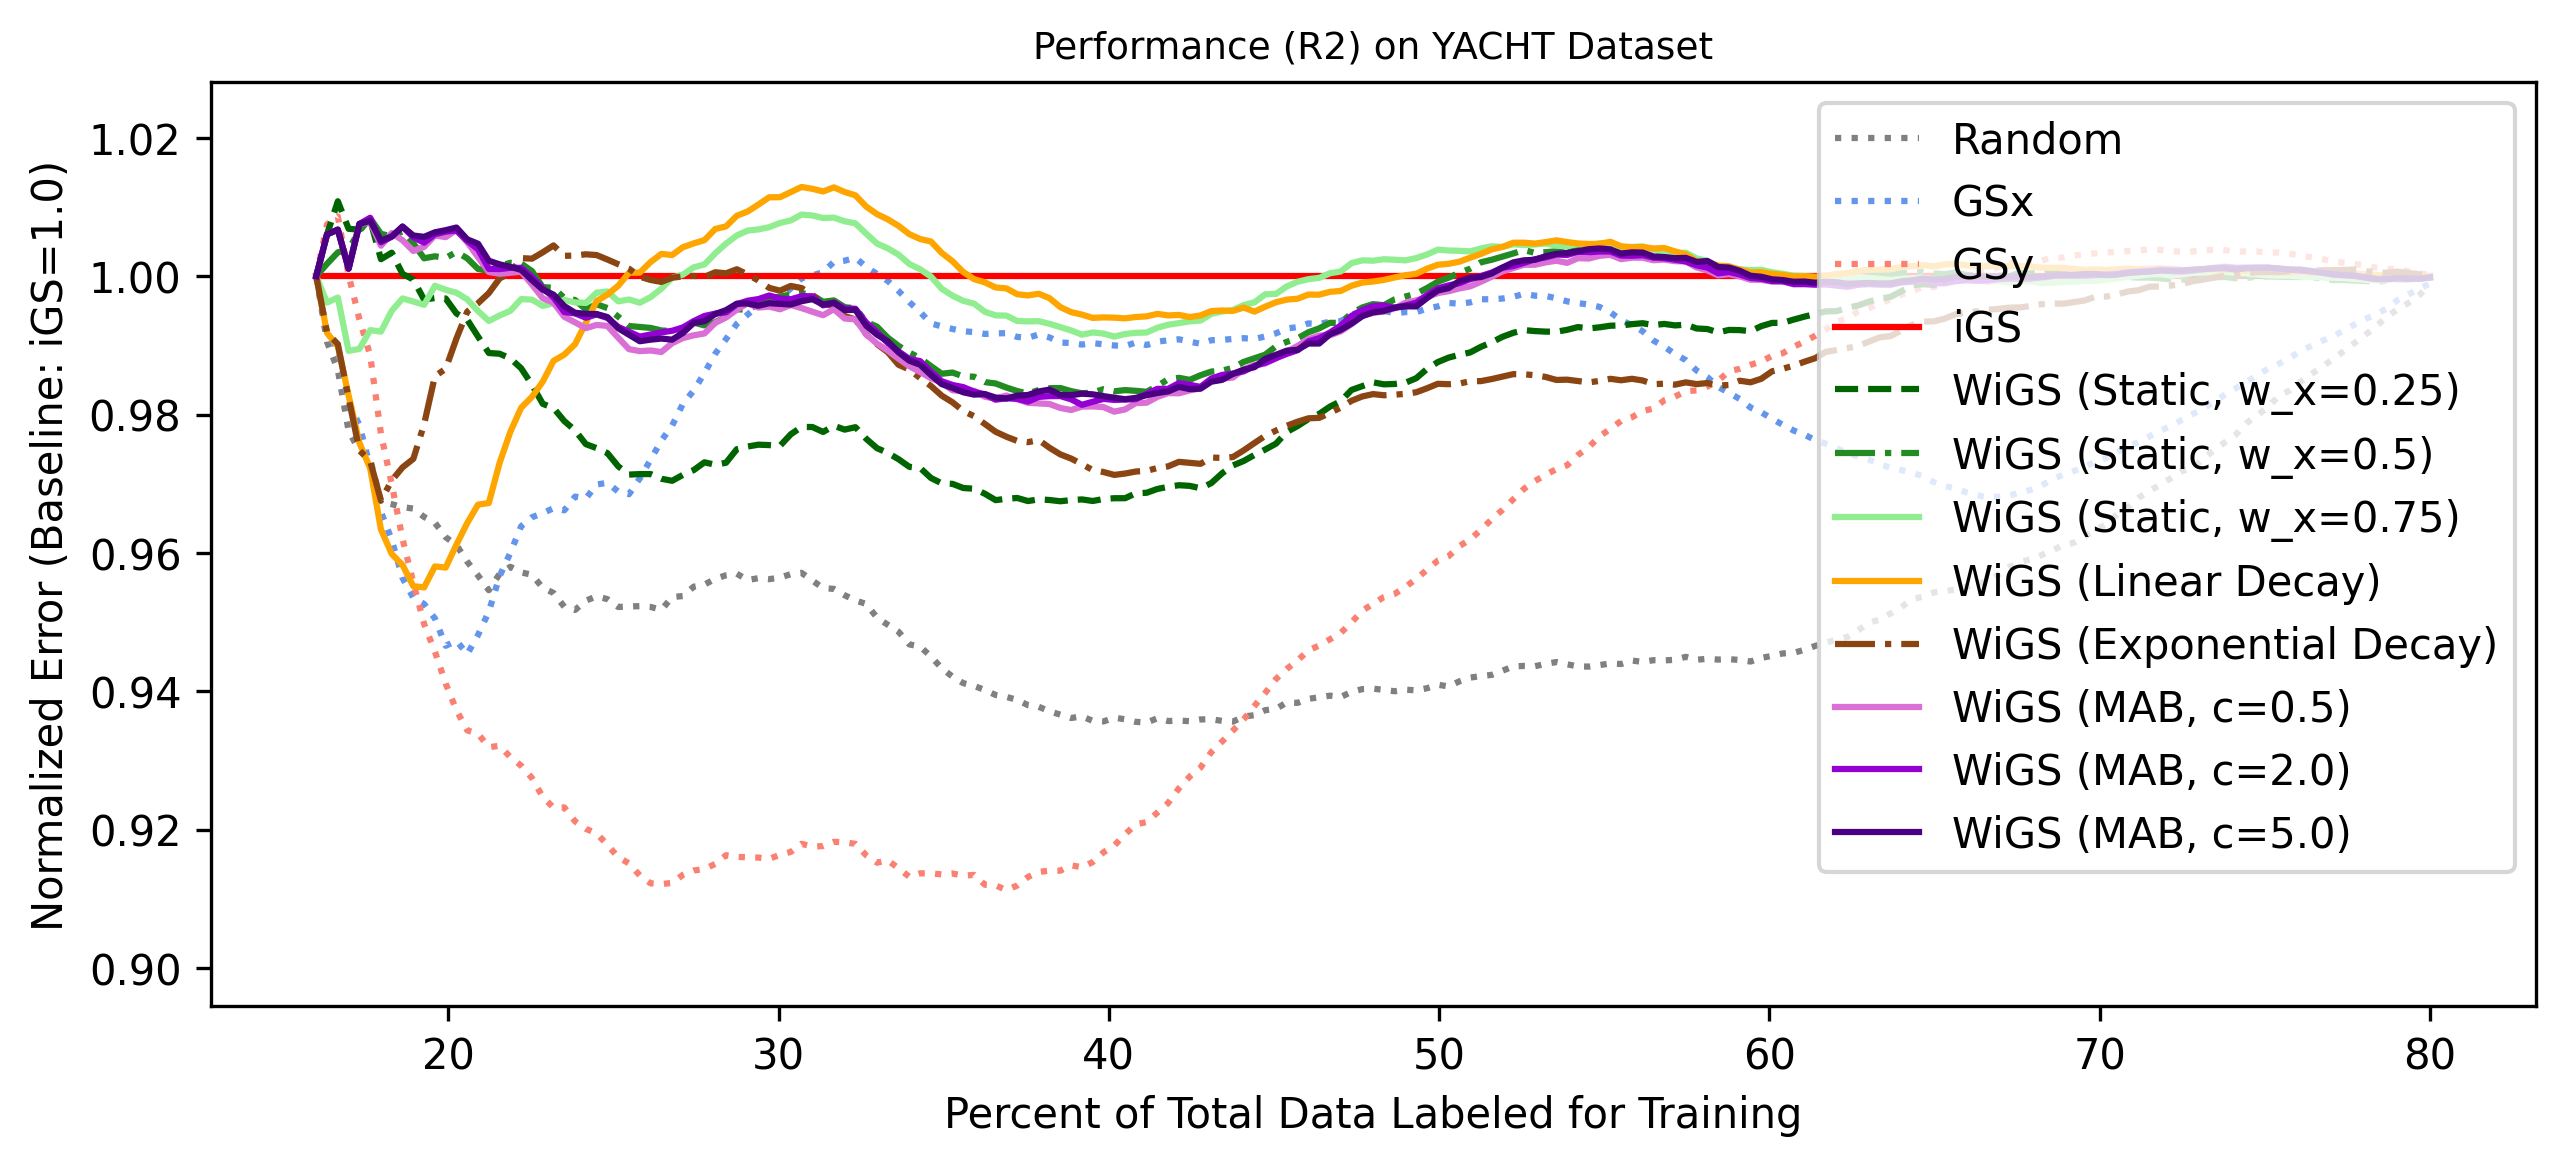 Performance (R2) on YACHT Dataset
Normalized Error (Baseline: iGS=1.0)
1.02
1.00
0.98
0.96
0.94
0.92
0.90
Random
GSx
GSy
iGS
WiGS (Static, w_x=0.25)
WiGS (Static, w_x=0.5)
WiGS (Static, w_x=0.75)
WiGS (Linear Decay)
WiGS (Exponential Decay)
WiGS (MAB, c=0.5)
WiGS (MAB, c=2.0)
WiGS (MAB, c=5.0)
20 30 40 50 60 70 80
Percent of Total Data Labeled for Training